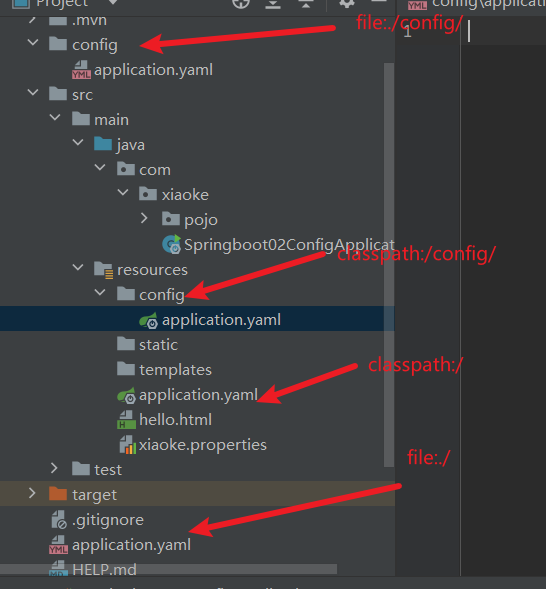 Project
config\applicatio
.mvn
file:./config/
1
config
application.yaml
src
main
java
com
xiaoke
pojo
Springboot02ConfigApplicat
classpath:/config/
resources
config
application.yaml
static
templates
classpath:/
application.yaml
hello.html
xiaoke.properties
file:./
test
target
.gitignore
application.yaml
HELP.md